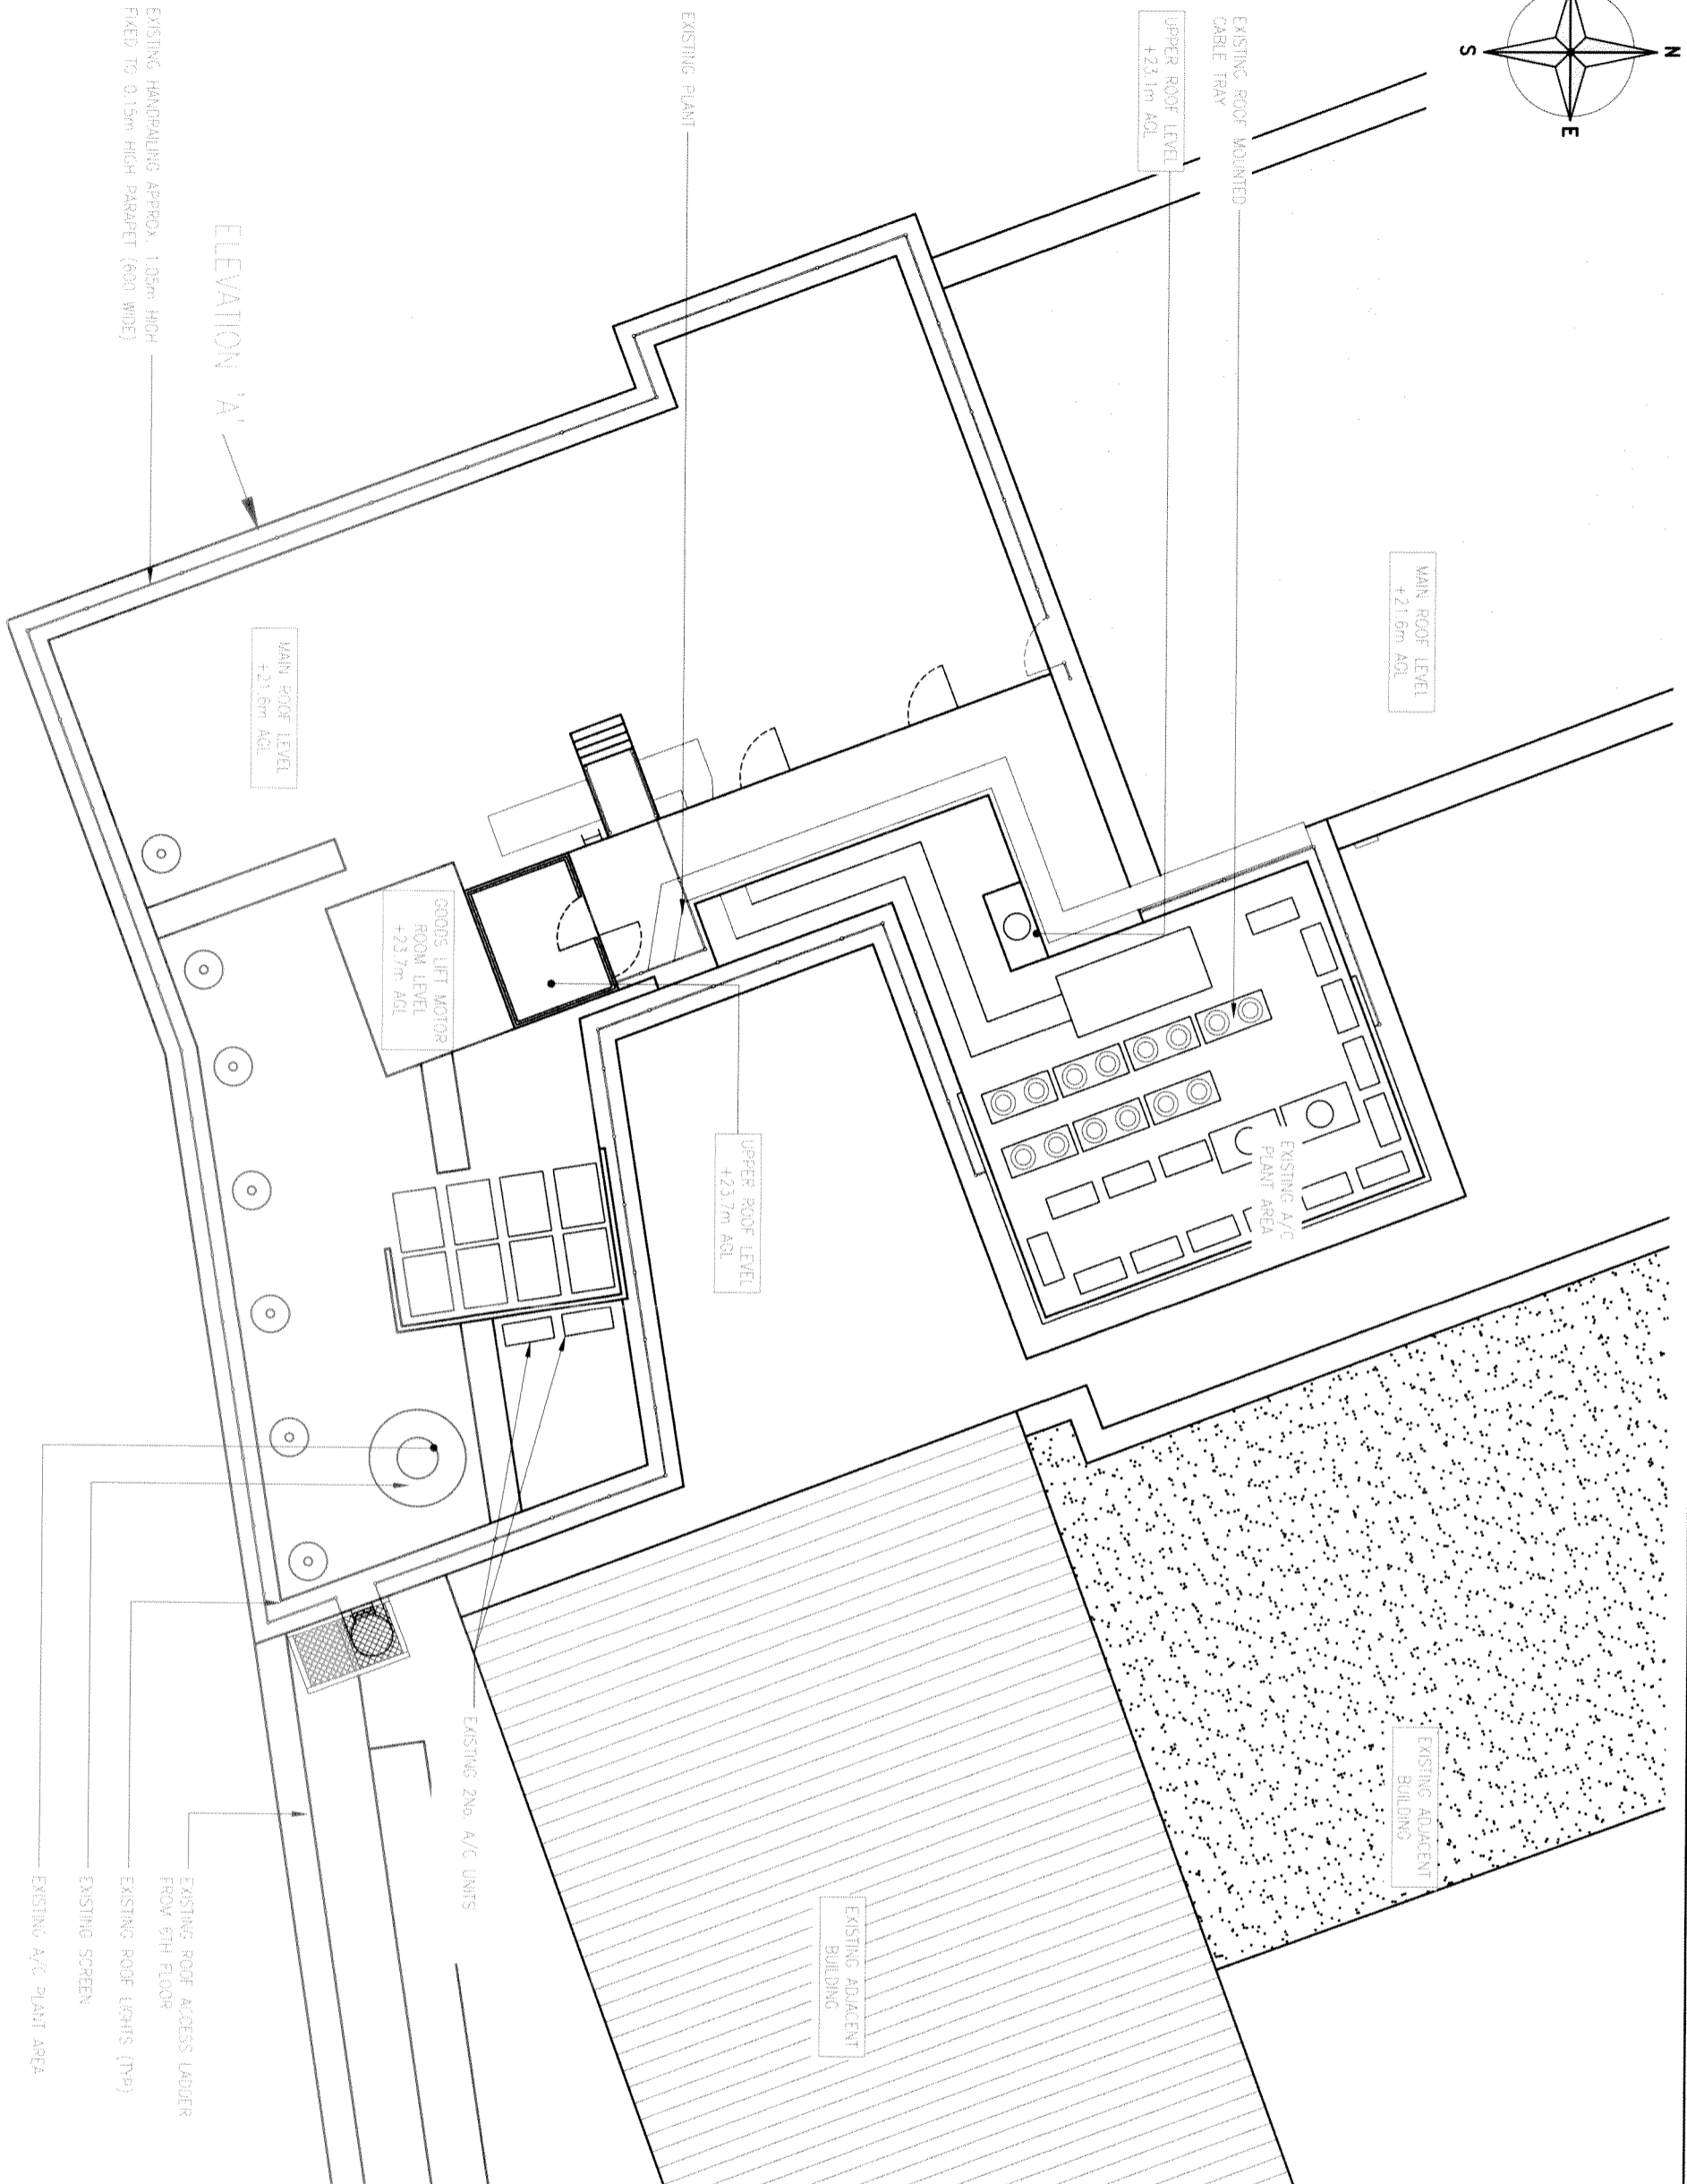 N
S
E
EXISTING ROOF MOUNTED
CABLE TRAY
UPPER ROOF LEVEL
+23.1m AGL
EXISTING PLANT
EXISTING HANDRAILING APPROX. 1.05m HIGH
FIXED TO 0.15m HIGH PARAPET (600 WIDE)
ELEVATION 'A'
MAIN ROOF LEVEL
+21.6m AGL
MAIN ROOF LEVEL
+21.6m AGL
GOODS LIFT MOTOR
ROOM LEVEL
+23.7m AGL
UPPER ROOF LEVEL
+23.7m AGL
EXISTING A/C
PLANT AREA
EXISTING ADJACENT
BUILDING
EXISTING ADJACENT
BUILDING
EXISTING 2No. A/C UNITS
EXISTING ROOF ACCESS LADDER
FROM 6TH FLOOR
EXISTING ROOF LIGHTS (TYP)
EXISTING SCREEN
EXISTING A/C PLANT AREA